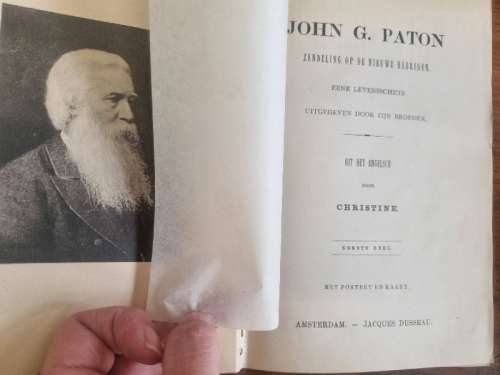 JOHN G. PATON
ZENDELING OP DE NIEUWE HEBRIDEN.
EENE LEVENSSCHETS
UITGEGEVEN DOOR ZIJN BROEDER.
UIT HET ENGELSCH
DOOR
CHRISTINE.
EERSTE DEEL.
MET PORTRET EN KAART.
AMSTERDAM. — JACQUES DUSSEAU.